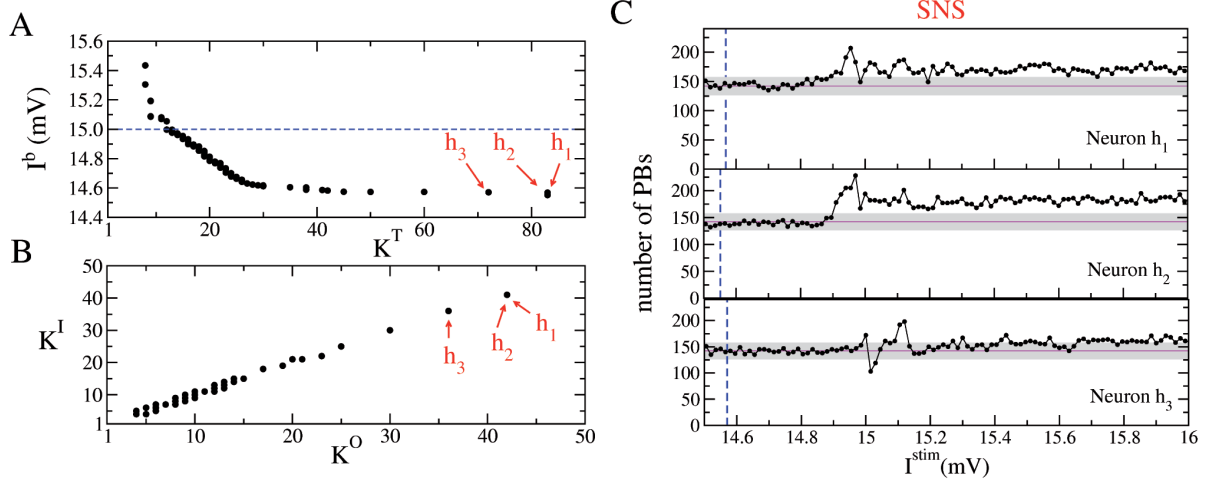 A
15.6
15.4
15.2
15.0
14.8
14.6
14.4
I^b (mV)
h_3
h_2
h_1
1
20
40
60
80
K^T
B
50
40
30
20
10
1
K^I
h_3
h_2
h_1
1
10
20
30
40
50
K^O
C
SNS
number of PBs
200
150
100
50
0
Neuron h_1
200
150
100
50
0
Neuron h_2
200
150
100
50
0
Neuron h_3
14.6
14.8
15
15.2
15.4
15.6
15.8
16
I^stim(mV)